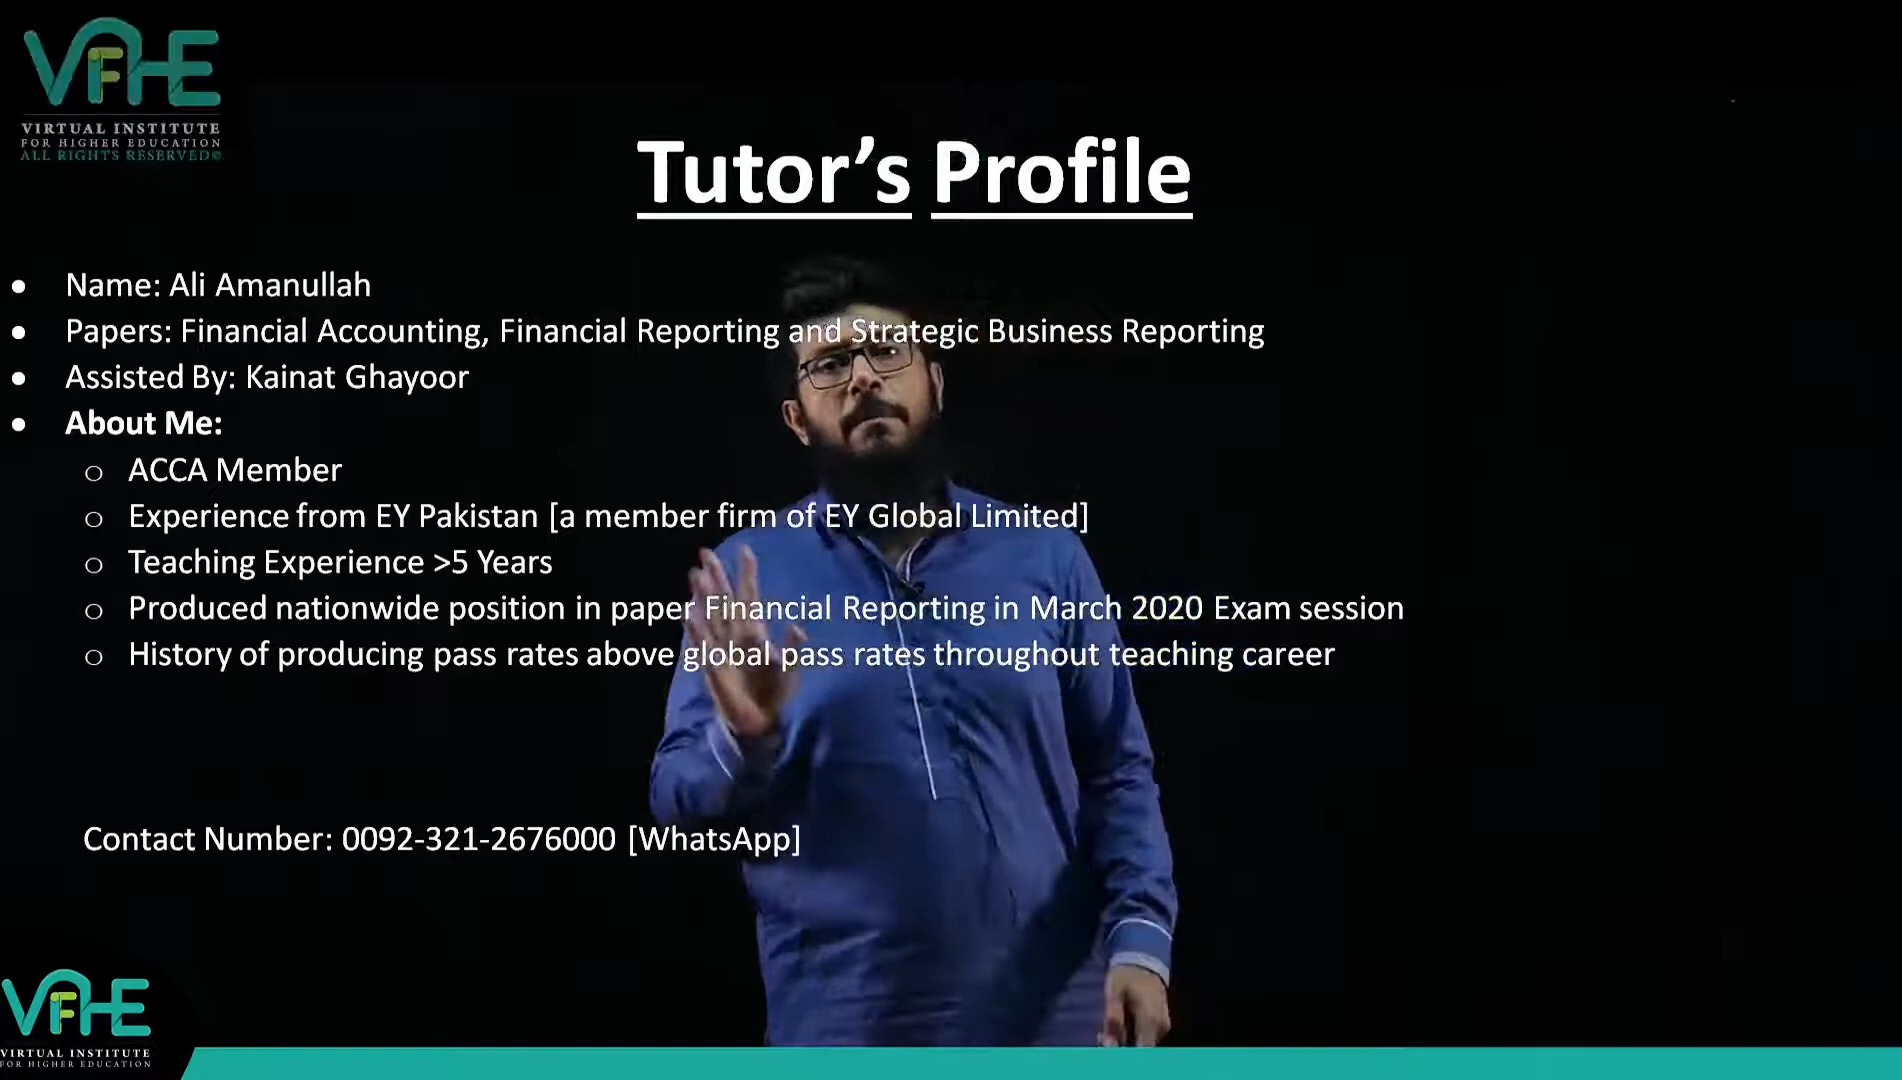 VFHE
VIRTUAL INSTITUTE
FOR HIGHER EDUCATION
ALL RIGHTS RESERVED©
Tutor’s Profile
• Name: Ali Amanullah
• Papers: Financial Accounting, Financial Reporting and Strategic Business Reporting
• Assisted By: Kainat Ghayoor
• About Me:
o ACCA Member
o Experience from EY Pakistan [a member firm of EY Global Limited]
o Teaching Experience >5 Years
o Produced nationwide position in paper Financial Reporting in March 2020 Exam session
o History of producing pass rates above global pass rates throughout teaching career
Contact Number: 0092-321-2676000 [WhatsApp]
VFHE
VIRTUAL INSTITUTE
FOR HIGHER EDUCATION